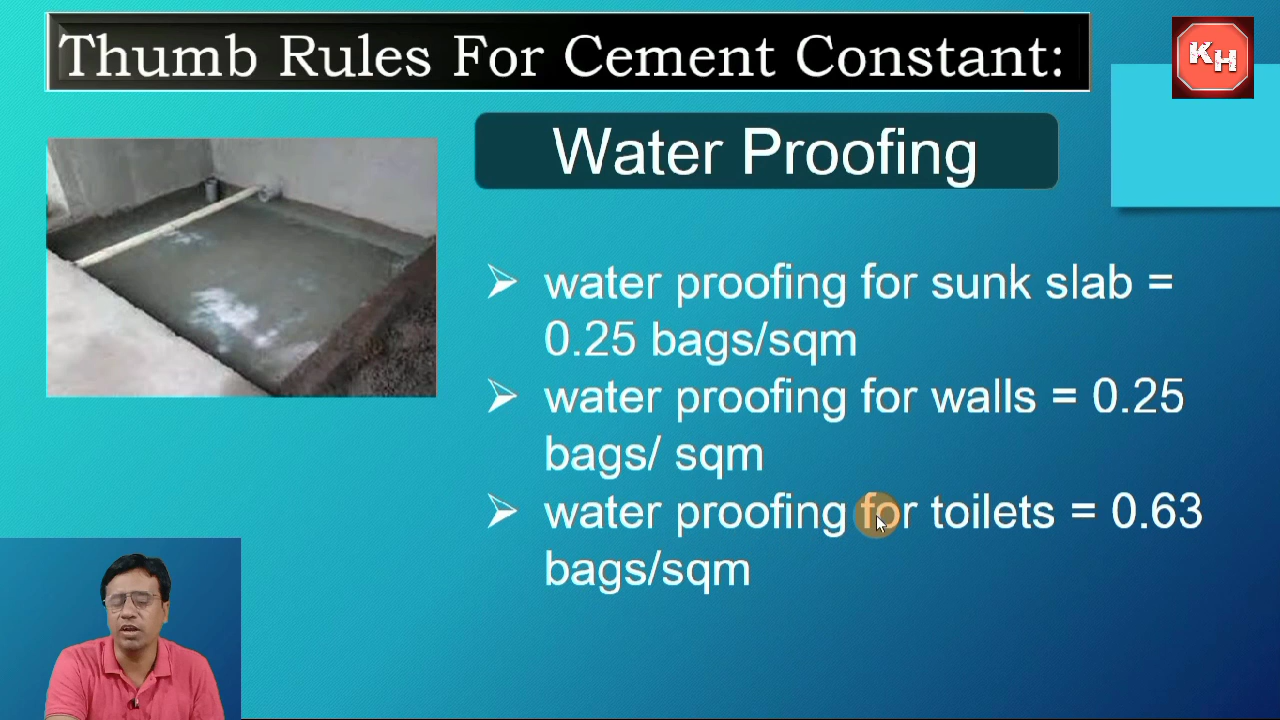 Thumb Rules For Cement Constant:
KH
Water Proofing
➢ water proofing for sunk slab =
0.25 bags/sqm
➢ water proofing for walls = 0.25
bags/ sqm
➢ water proofing for toilets = 0.63
bags/sqm